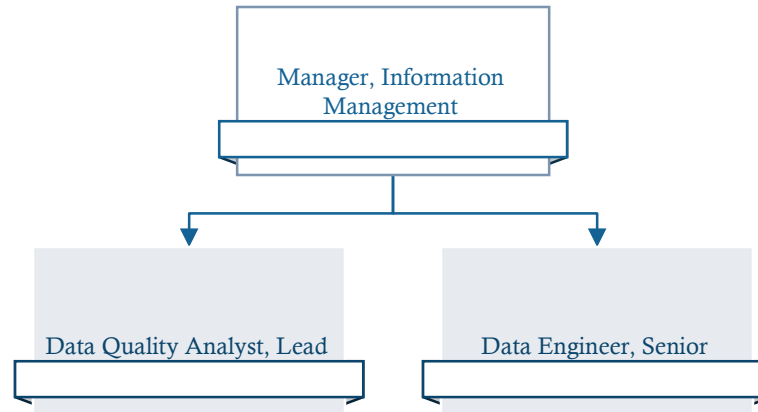 Manager, Information
Management
Data Quality Analyst, Lead
Data Engineer, Senior